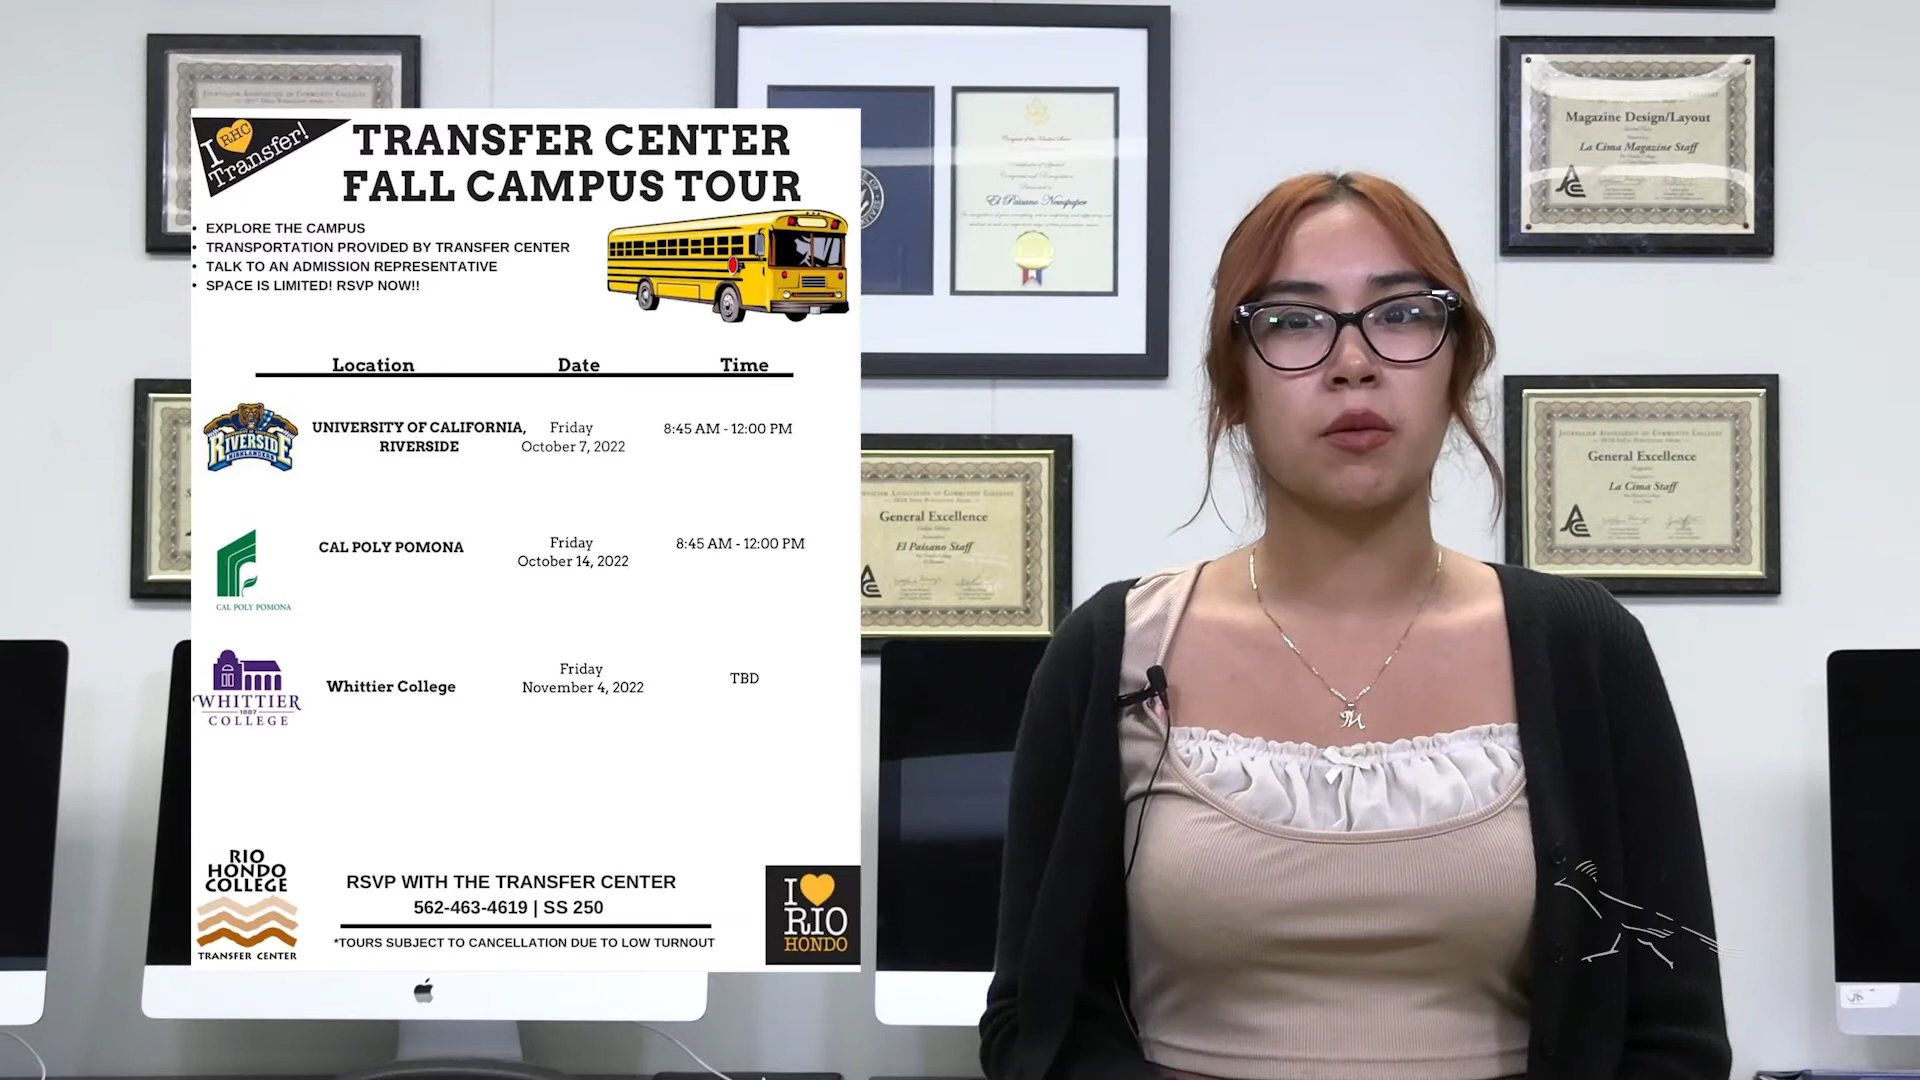 I RHC
Transfer!
TRANSFER CENTER
FALL CAMPUS TOUR
• EXPLORE THE CAMPUS
• TRANSPORTATION PROVIDED BY TRANSFER CENTER
• TALK TO AN ADMISSION REPRESENTATIVE
• SPACE IS LIMITED! RSVP NOW!!
Location Date Time
RIVERSIDE
HIGHLANDERS
UNIVERSITY OF CALIFORNIA,
RIVERSIDE
Friday
October 7, 2022
8:45 AM - 12:00 PM
CAL POLY POMONA
CAL POLY POMONA
Friday
October 14, 2022
8:45 AM - 12:00 PM
WHITTIER
1887
COLLEGE
Whittier College
Friday
November 4, 2022
TBD
RIO
HONDO
COLLEGE
TRANSFER CENTER
RSVP WITH THE TRANSFER CENTER
562-463-4619 | SS 250
*TOURS SUBJECT TO CANCELLATION DUE TO LOW TURNOUT
I
RIO
HONDO
El Paisano Newspaper
General Excellence
El Paisano Staff
Magazine Design/Layout
La Cima Magazine Staff
General Excellence
La Cima Staff